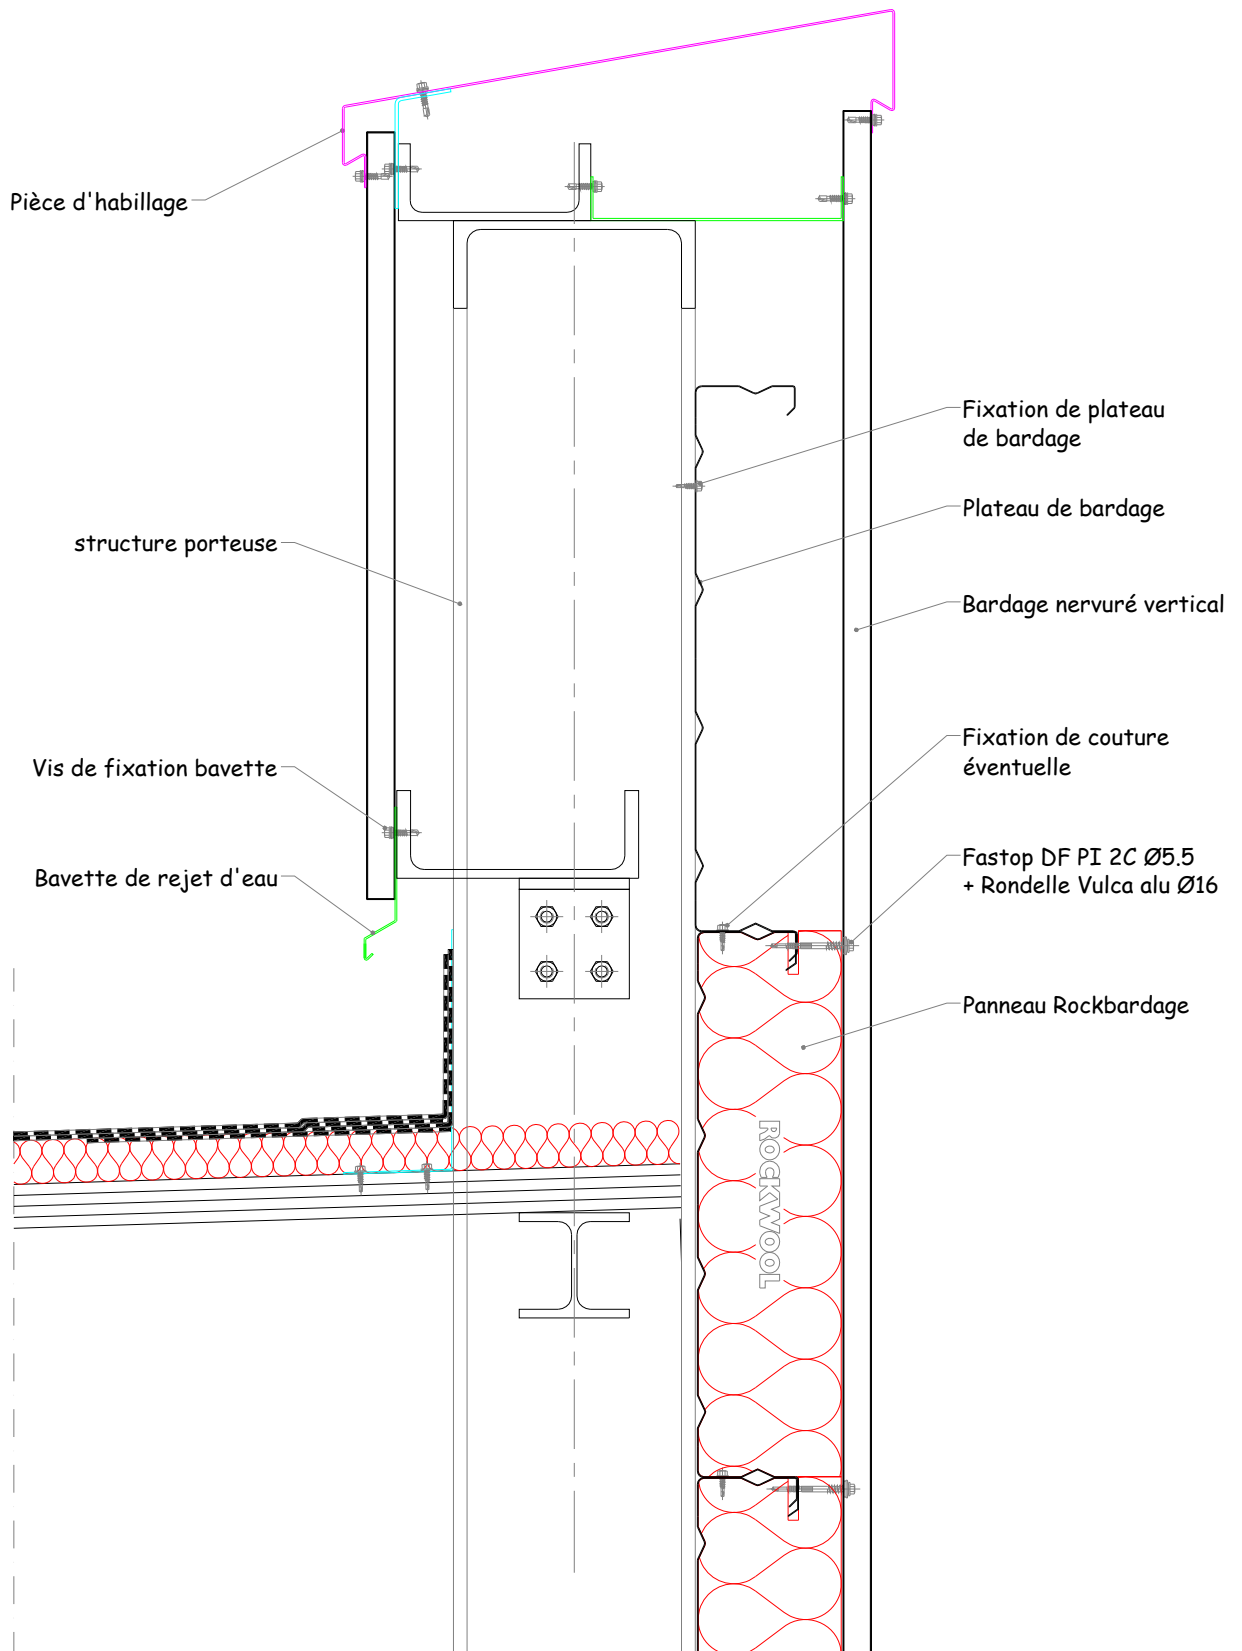 Pièce d'habillage
Fixation de plateau
de bardage
Plateau de bardage
structure porteuse
Bardage nervuré vertical
Fixation de couture
éventuelle
Vis de fixation bavette
Fastop DF PI 2C Ø5.5
+ Rondelle Vulca alu Ø16
Bavette de rejet d'eau
Panneau Rockbardage
ROCKWOOL